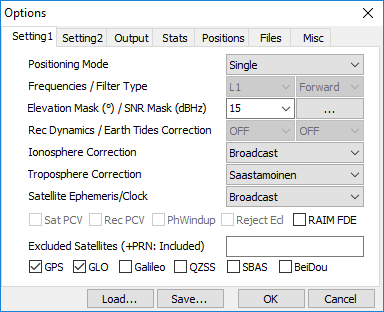 Options
Setting1 Setting2 Output Stats Positions Files Misc
Positioning Mode Single
Frequencies / Filter Type L1 Forward
Elevation Mask (°) / SNR Mask (dBHz) 15 ...
Rec Dynamics / Earth Tides Correction OFF OFF
Ionosphere Correction Broadcast
Troposphere Correction Saastamoinen
Satellite Ephemeris/Clock Broadcast
Sat PCV Rec PCV PhWindup Reject Ecl RAIM FDE
Excluded Satellites (+PRN: Included)
GPS GLO Galileo QZSS SBAS BeiDou
Load... Save... OK Cancel